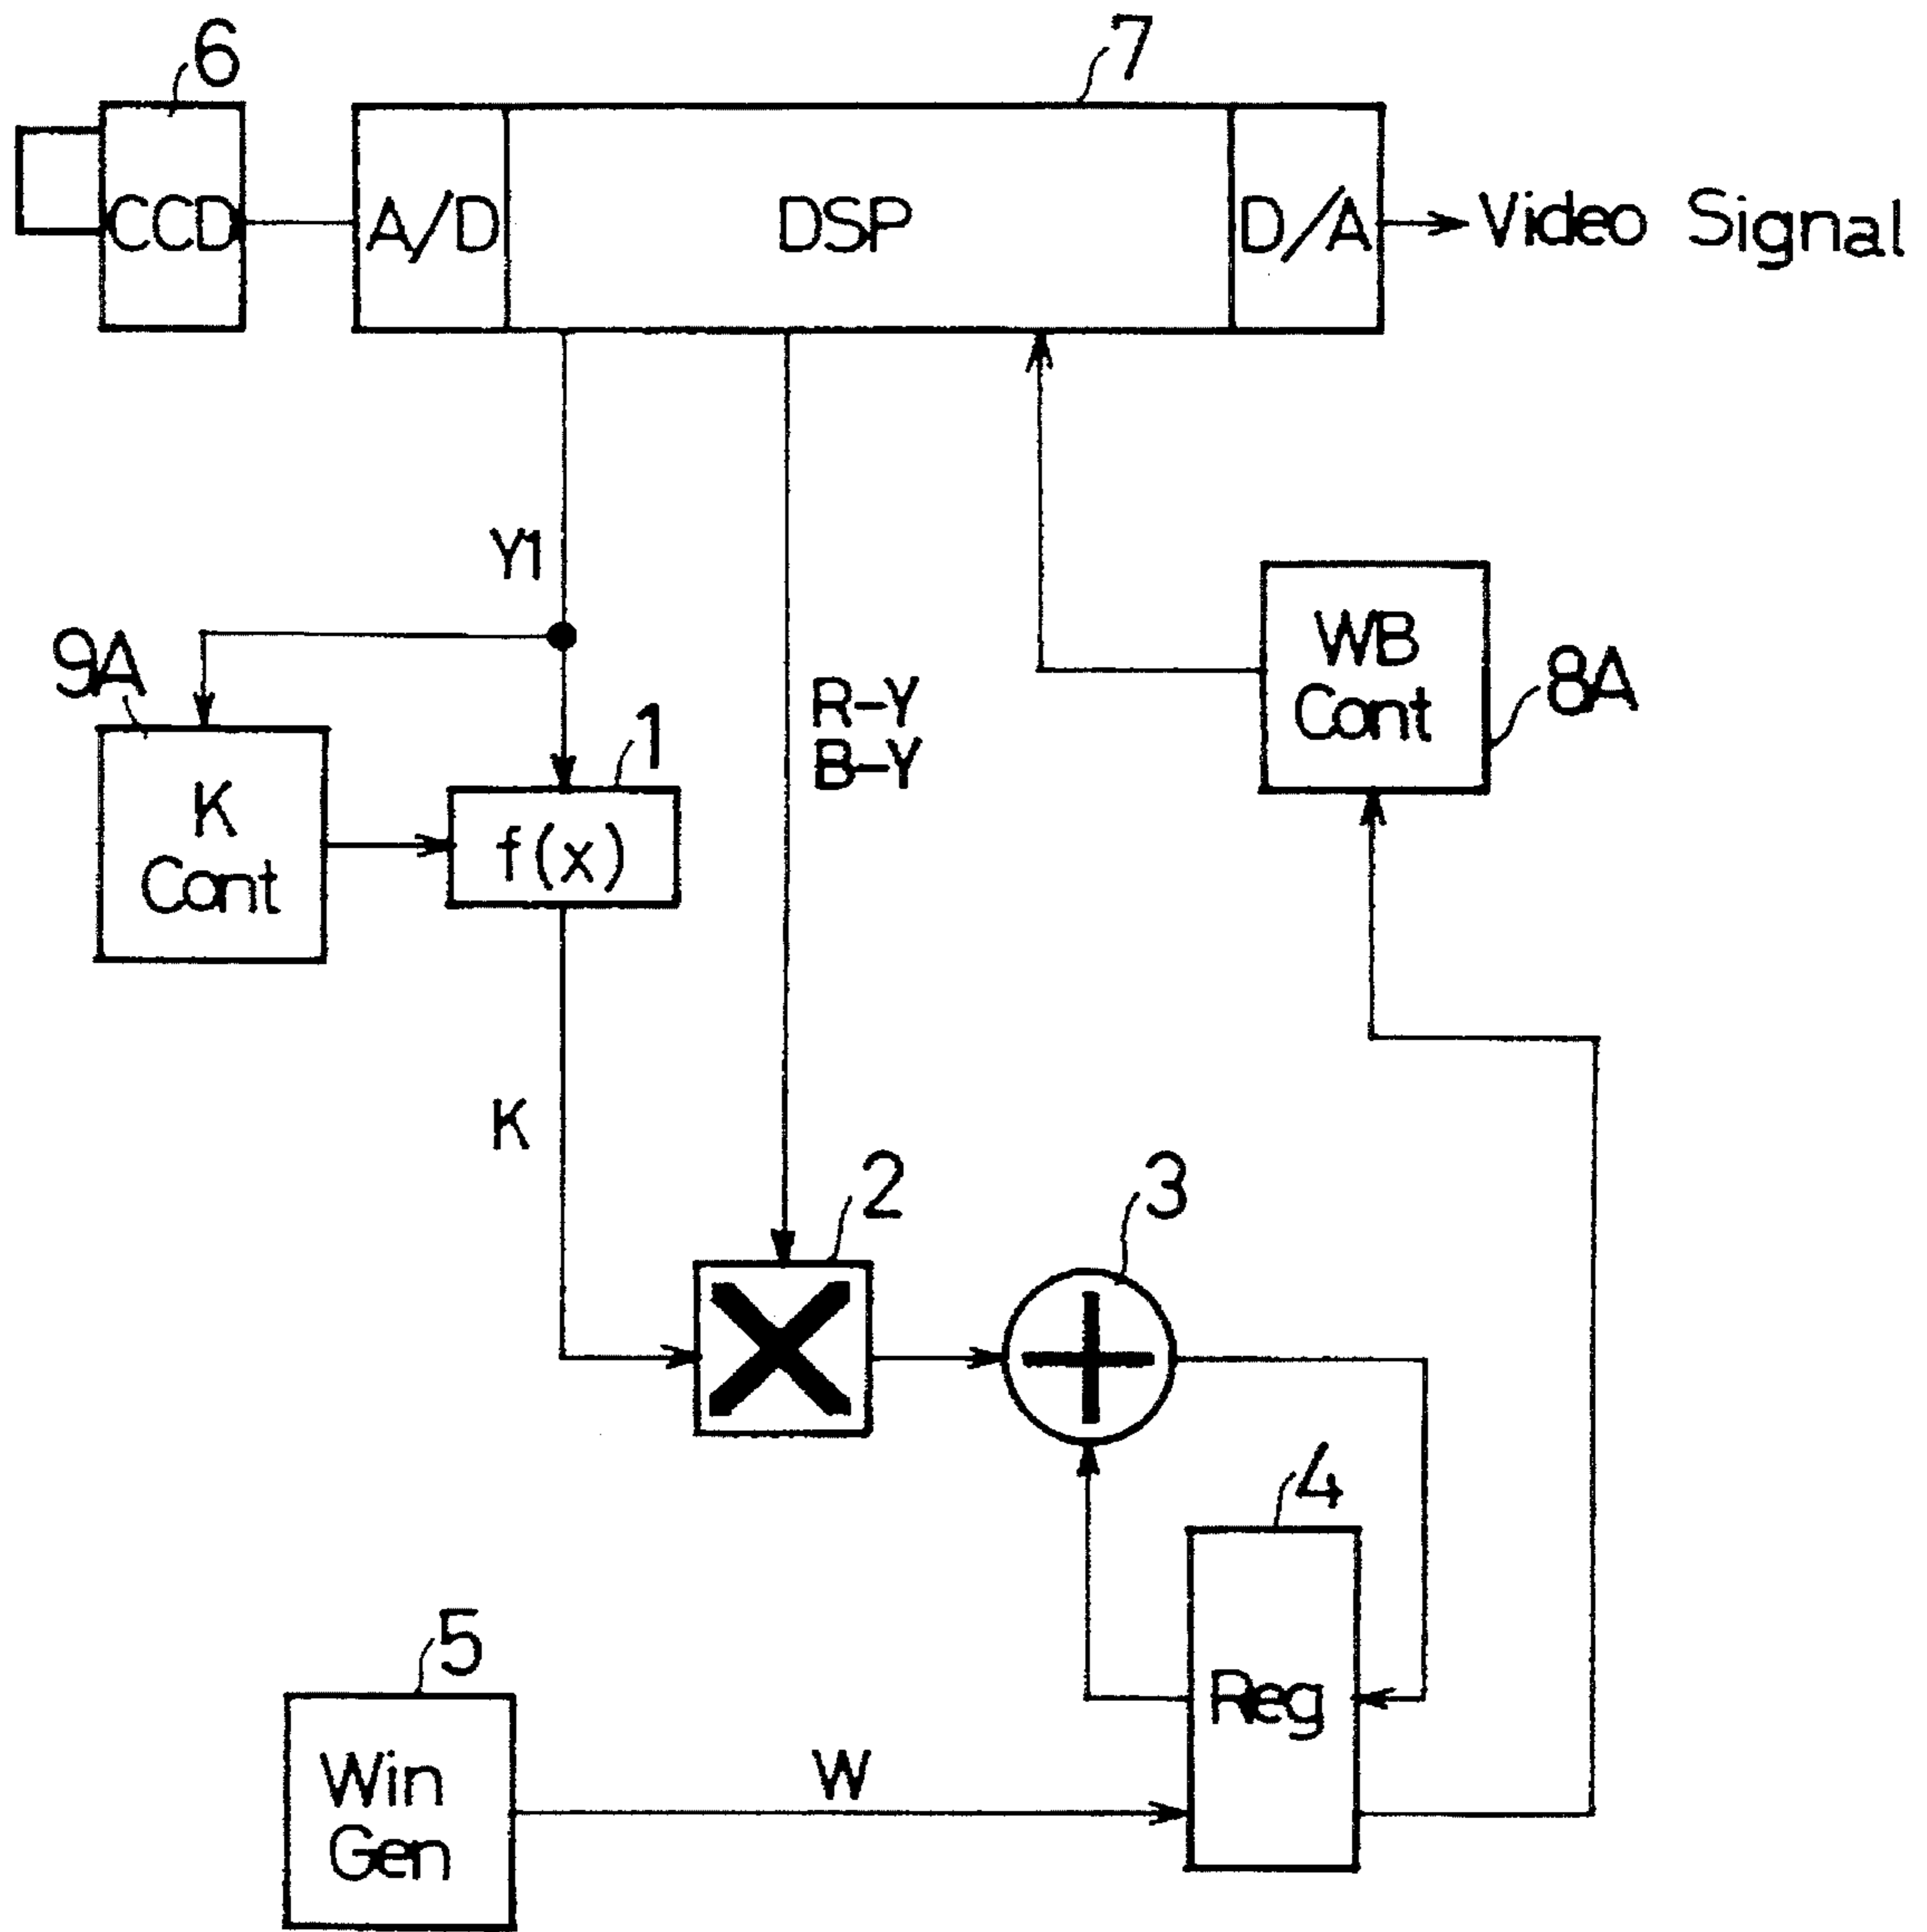 6
7
CCD
A/D
DSP
D/A
Video Signal
Y1
9A
K
Cont
1
f(x)
R-Y
B-Y
WB
Cont
8A
K
2
3
4
Reg
5
Win
Gen
W